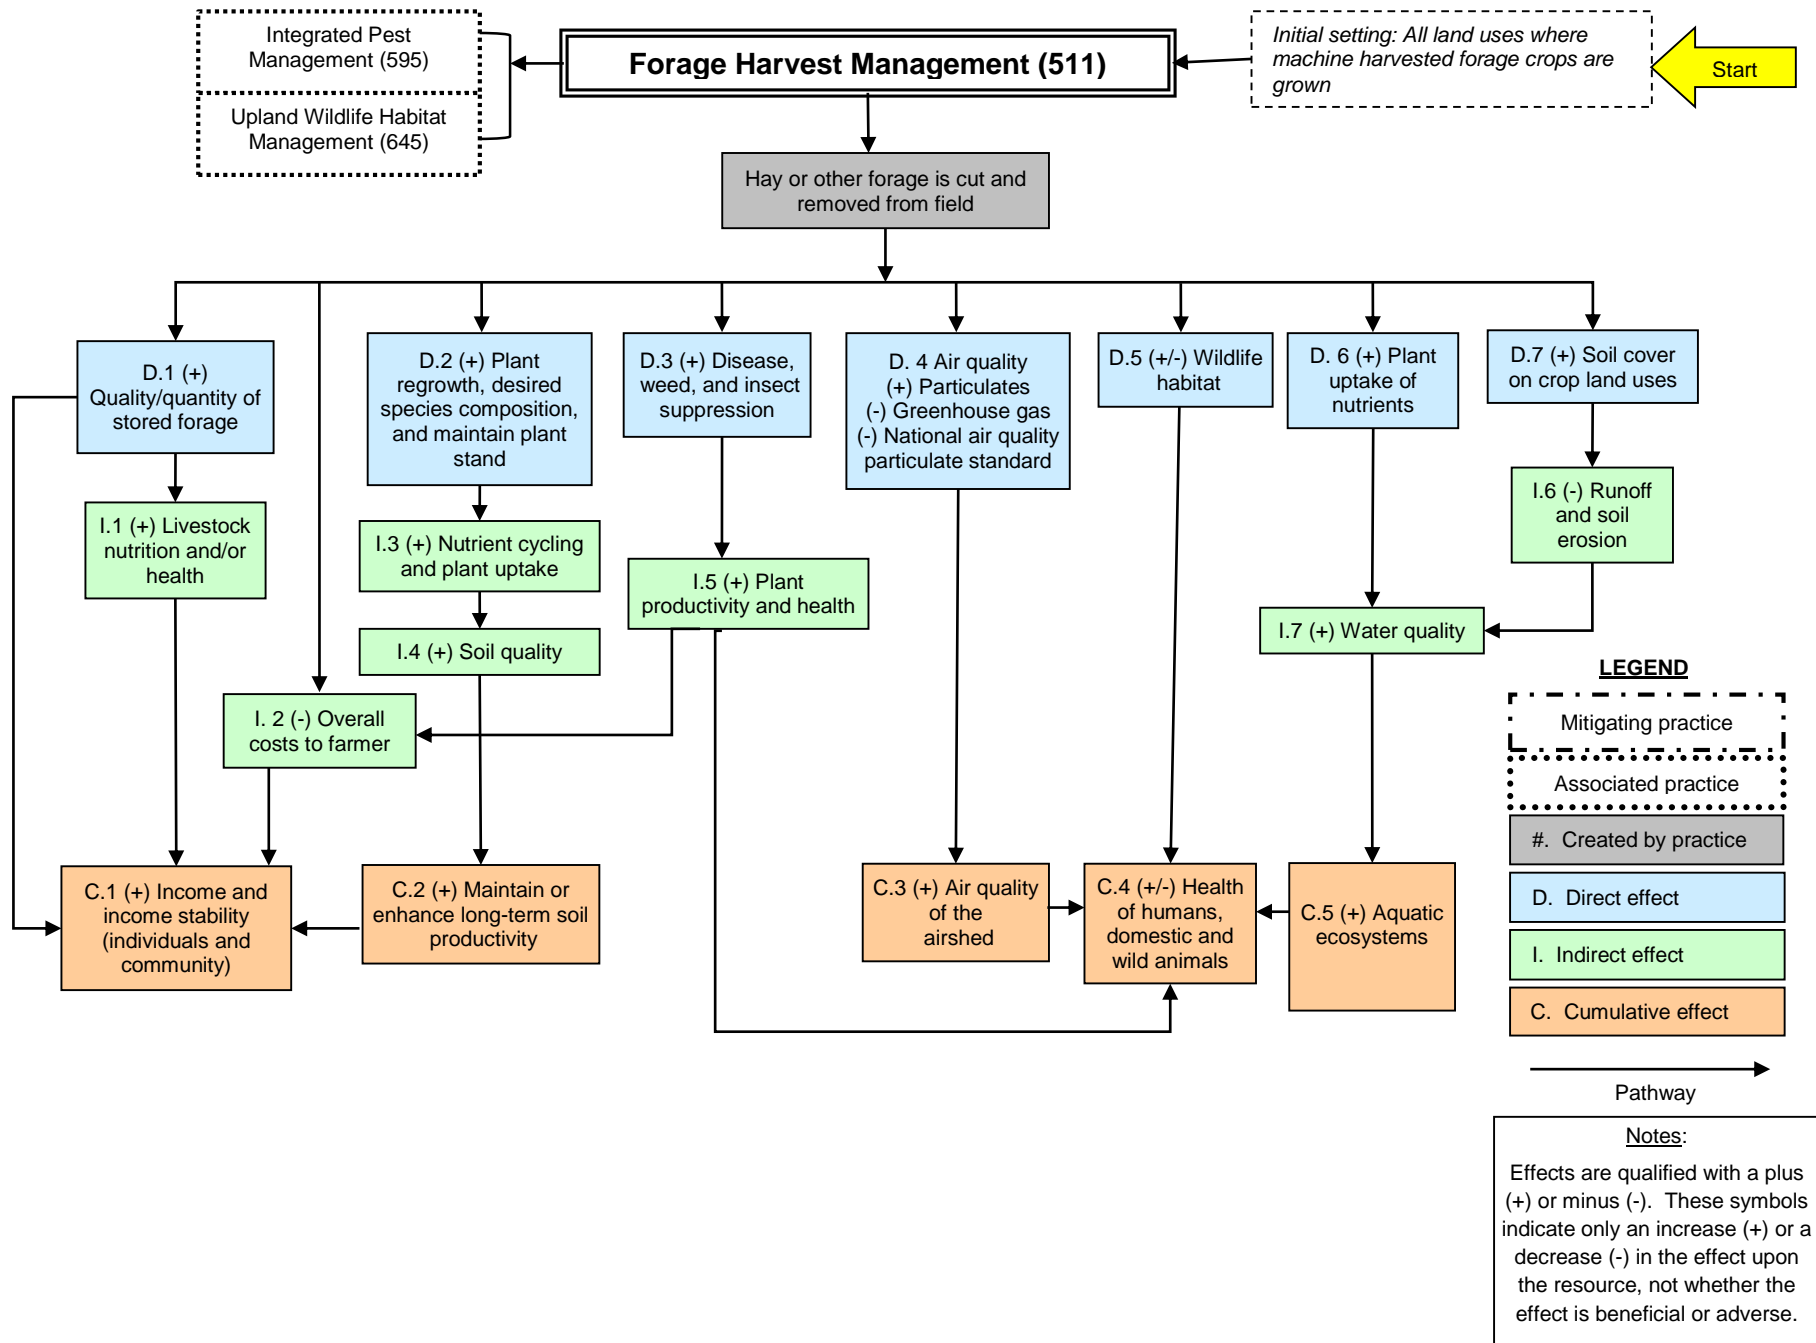 Integrated Pest
Management (595)
Upland Wildlife Habitat
Management (645)
Forage Harvest Management (511)
Initial setting: All land uses where
machine harvested forage crops are
grown
Start
Hay or other forage is cut and
removed from field
D.1 (+)
Quality/quantity of
stored forage
D.2 (+) Plant
regrowth, desired
species composition,
and maintain plant
stand
D.3 (+) Disease,
weed, and insect
suppression
D. 4 Air quality
(+) Particulates
(-) Greenhouse gas
(-) National air quality
particulate standard
D.5 (+/-) Wildlife
habitat
D. 6 (+) Plant
uptake of
nutrients
D.7 (+) Soil cover
on crop land uses
I.1 (+) Livestock
nutrition and/or
health
I.3 (+) Nutrient cycling
and plant uptake
I.5 (+) Plant
productivity and health
I.6 (-) Runoff
and soil
erosion
I.4 (+) Soil quality
I.7 (+) Water quality
I. 2 (-) Overall
costs to farmer
C.1 (+) Income and
income stability
(individuals and
community)
C.2 (+) Maintain or
enhance long-term soil
productivity
C.3 (+) Air quality
of the
airshed
C.4 (+/-) Health
of humans,
domestic and
wild animals
C.5 (+) Aquatic
ecosystems
LEGEND
Mitigating practice
Associated practice
#. Created by practice
D. Direct effect
I. Indirect effect
C. Cumulative effect
Pathway
Notes:
Effects are qualified with a plus
(+) or minus (-). These symbols
indicate only an increase (+) or a
decrease (-) in the effect upon
the resource, not whether the
effect is beneficial or adverse.